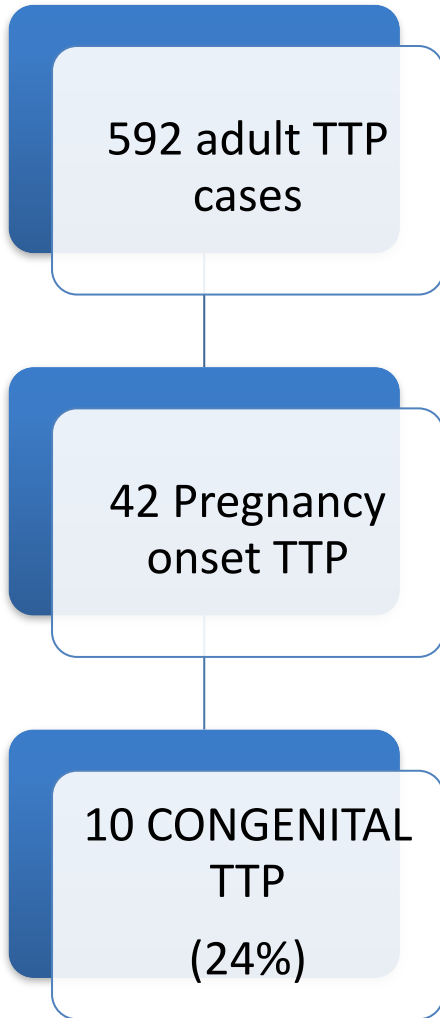 592 adult TTP
cases
42 Pregnancy
onset TTP
10 CONGENITAL
TTP
(24%)